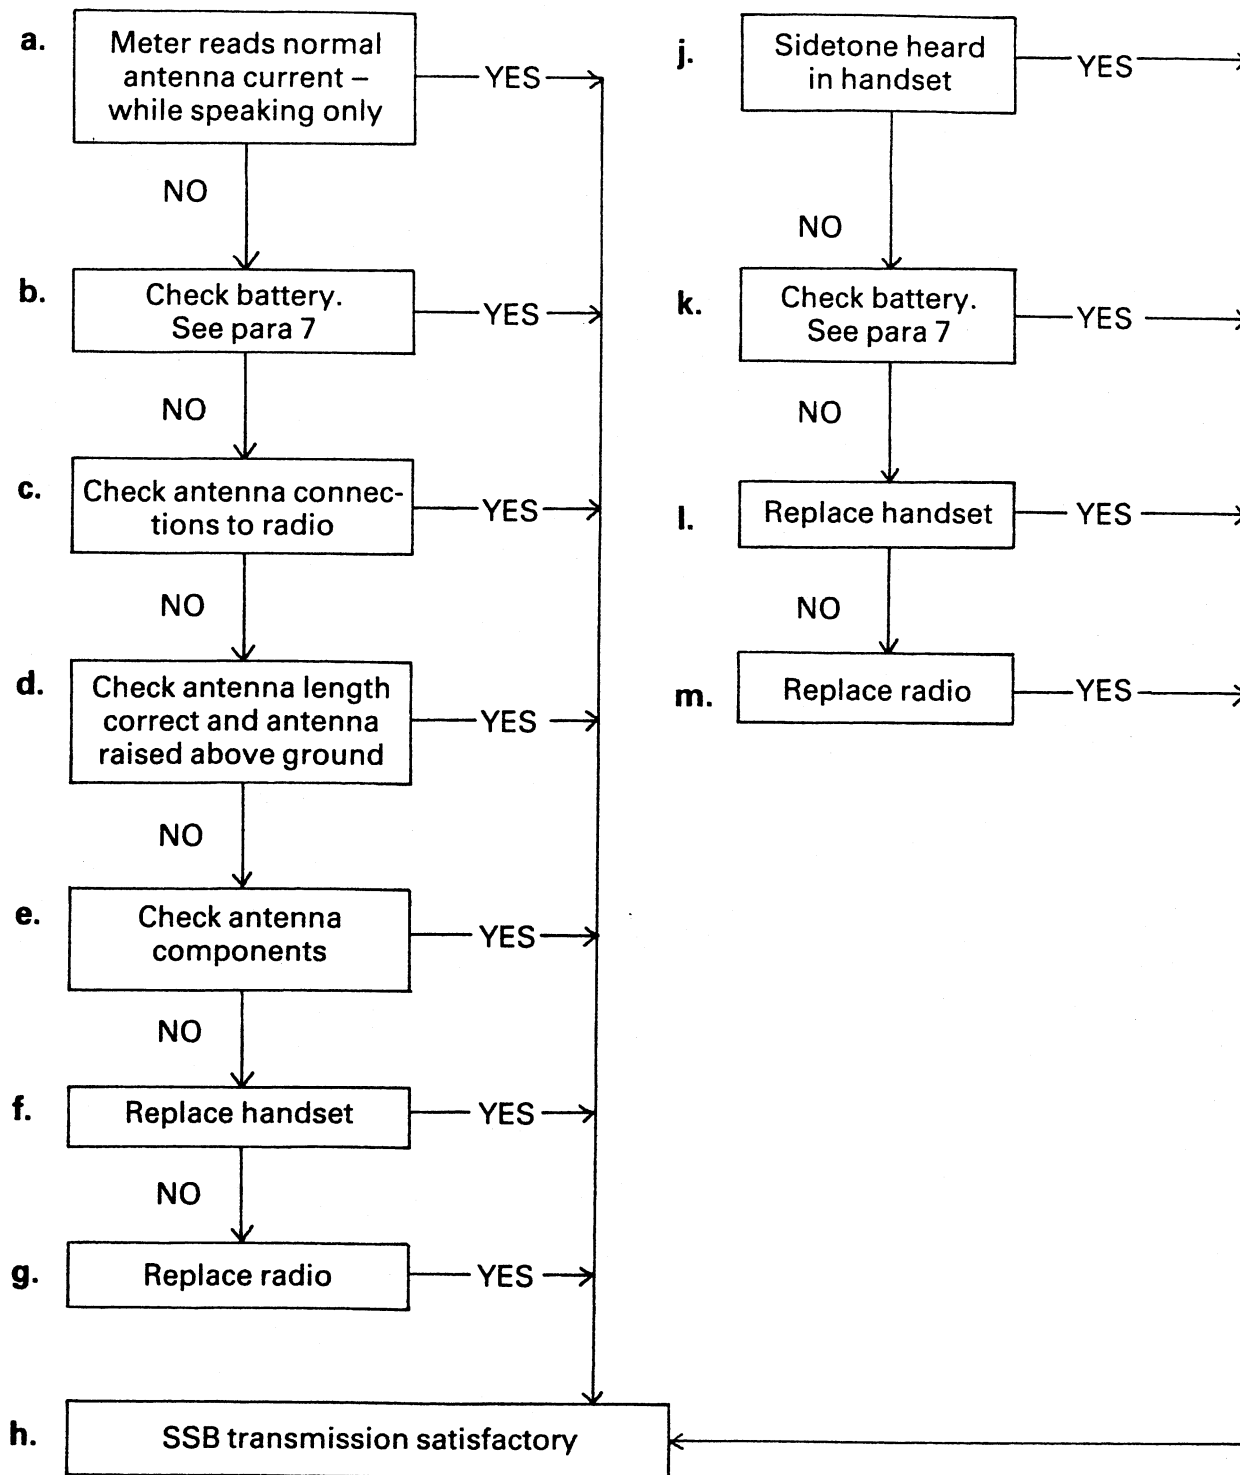 a.
Meter reads normal
antenna current –
while speaking only
YES
NO
b.
Check battery.
See para 7
YES
NO
c.
Check antenna connec-
tions to radio
YES
NO
d.
Check antenna length
correct and antenna
raised above ground
YES
NO
e.
Check antenna
components
YES
NO
f.
Replace handset
YES
NO
g.
Replace radio
YES
h.
SSB transmission satisfactory
j.
Sidetone heard
in handset
YES
NO
k.
Check battery.
See para 7
YES
NO
l.
Replace handset
YES
NO
m.
Replace radio
YES